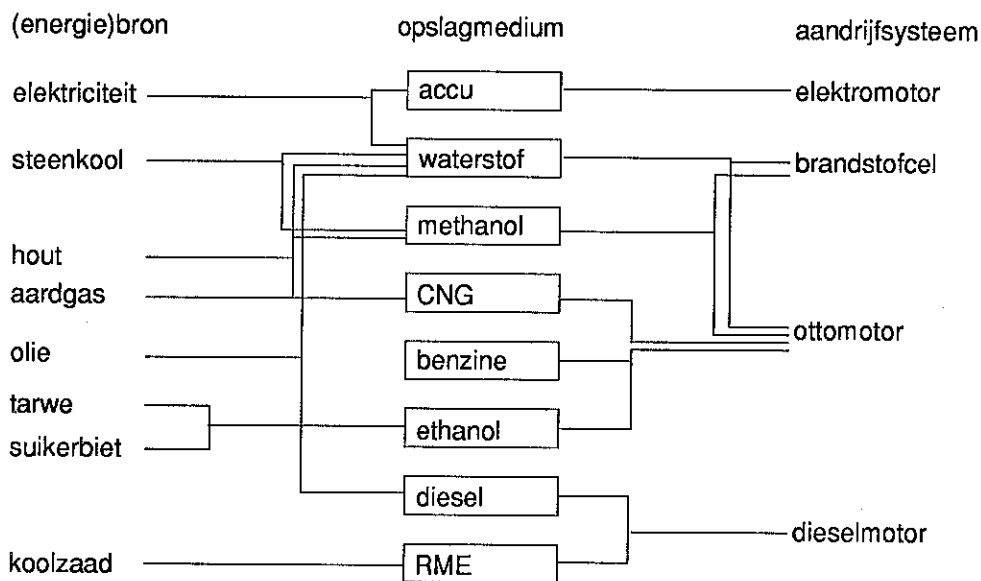 (energie)bron opslagmedium aandrijfsysteem
elektriciteit accu elektromotor
steenkool waterstof brandstofcel
methanol
hout
aardgas CNG
ottomotor
olie benzine
tarwe
ethanol
suikerbiet
diesel
dieselmotor
koolzaad RME